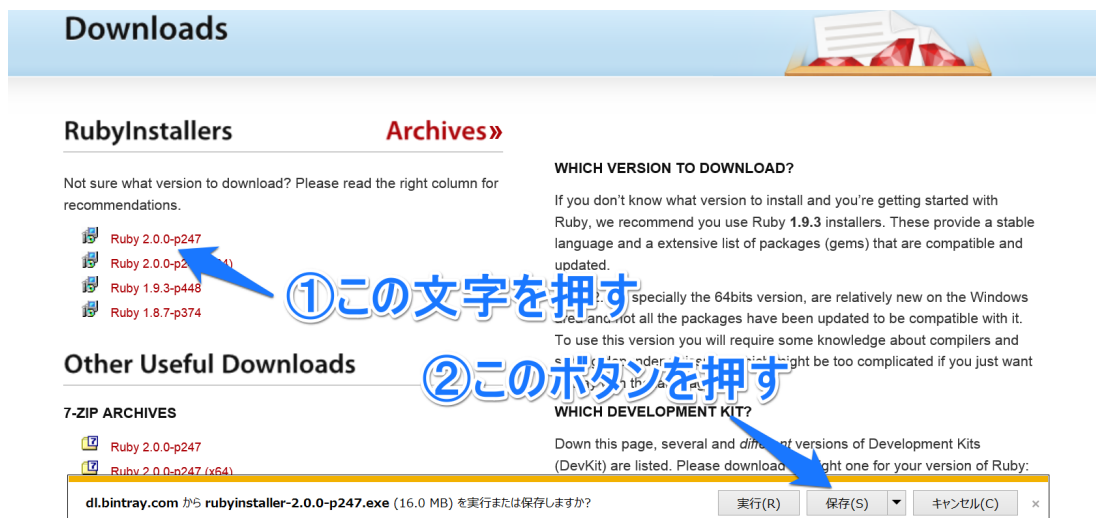 Downloads
RubyInstallers
Archives»
Not sure what version to download? Please read the right column for
recommendations.
Ruby 2.0.0-p247
Ruby 2.0.0-p2 4)
Ruby 1.9.3-p448
Ruby 1.8.7-p374
①この文字を押す
Other Useful Downloads
7-ZIP ARCHIVES
Ruby 2.0.0-p247
Ruby 2.0.0-p247 (x64)
WHICH VERSION TO DOWNLOAD?
If you don’t know what version to install and you’re getting started with
Ruby, we recommend you use Ruby 1.9.3 installers. These provide a stable
language and a extensive list of packages (gems) that are compatible and
updated.
specially the 64bits version, are relatively new on the Windows
area and not all the packages have been updated to be compatible with it.
To use this version you will require some knowledge about compilers and
might be too complicated if you just want
②このボタンを押す
WHICH DEVELOPMENT KIT?
Down this page, several and different versions of Development Kits
(DevKit) are listed. Please download right one for your version of Ruby:
dl.bintray.com から rubyinstaller-2.0.0-p247.exe (16.0 MB) を実行または保存しますか?
実行(R)
保存(S)
キャンセル(C)
×